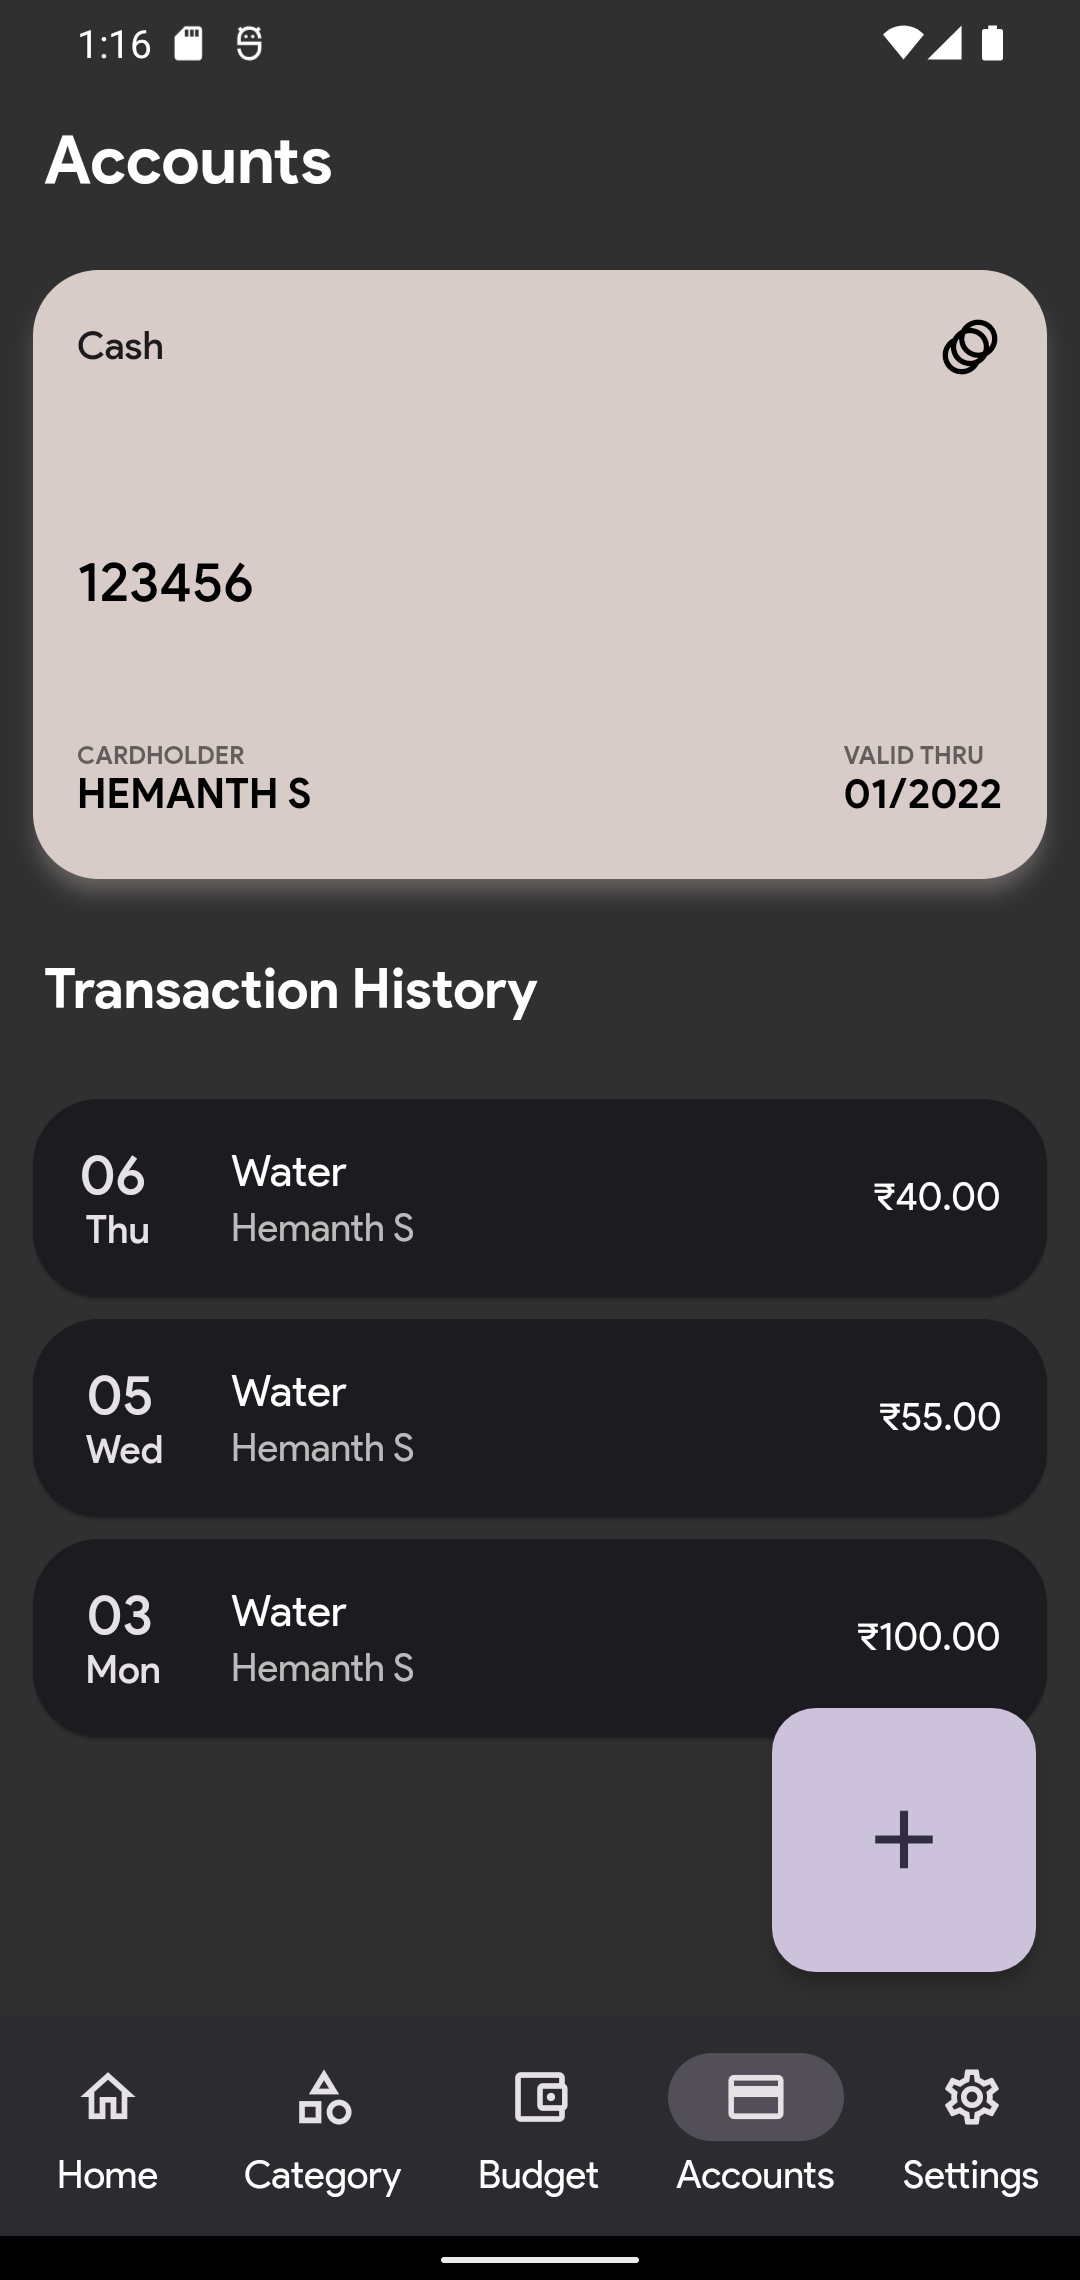 1:16
Accounts
Cash
123456
CARDHOLDER
HEMANTH S
VALID THRU
01/2022
Transaction History
06
Thu
Water
Hemanth S
₹40.00
05
Wed
Water
Hemanth S
₹55.00
03
Mon
Water
Hemanth S
₹100.00
Home
Category
Budget
Accounts
Settings